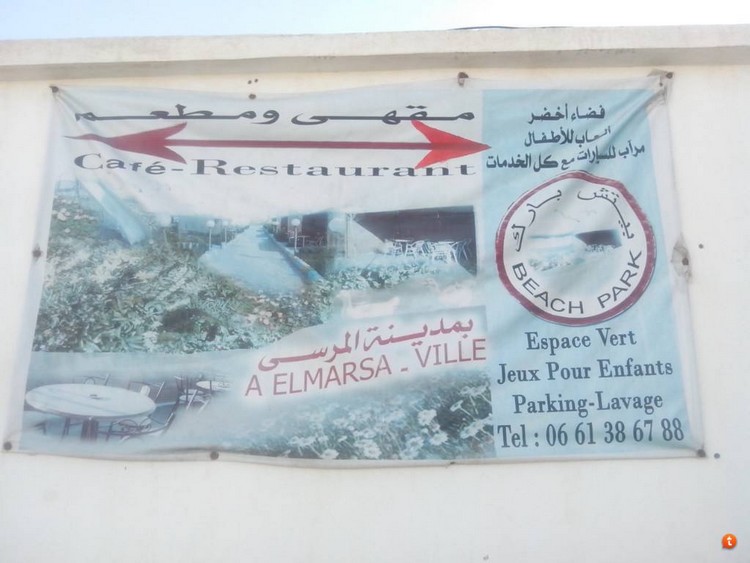 مقهى ومطعم
Café-Restaurant
بمدينة المرسى
A ELMARSA - VILLE
فضاء أخضر
ألعاب للأطفال
مرآب للسيارات مع كل الخدمات
بيتش بارك
BEACH PARK
Espace Vert
Jeux Pour Enfants
Parking-Lavage
Tel : 06 61 38 67 88
t